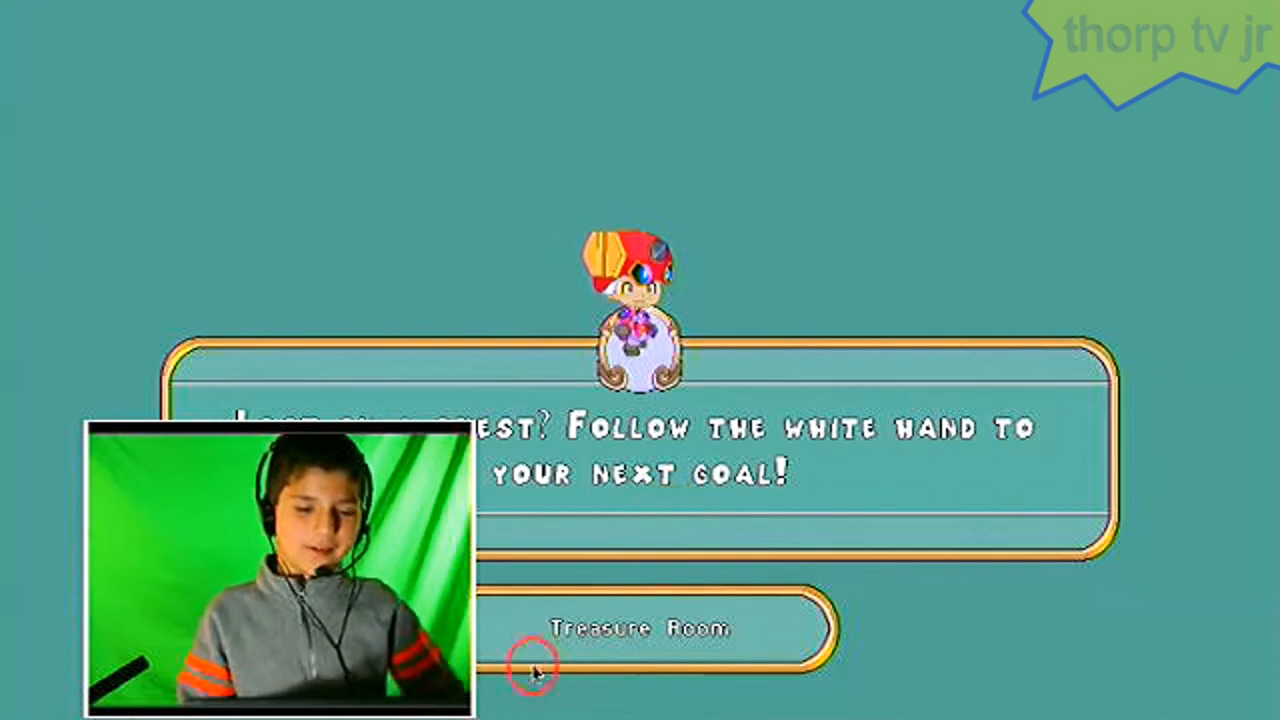 thorp tv jr
EST? FOLLOW THE WHITE HAND TO
YOUR NEXT GOAL!
Treasure Room